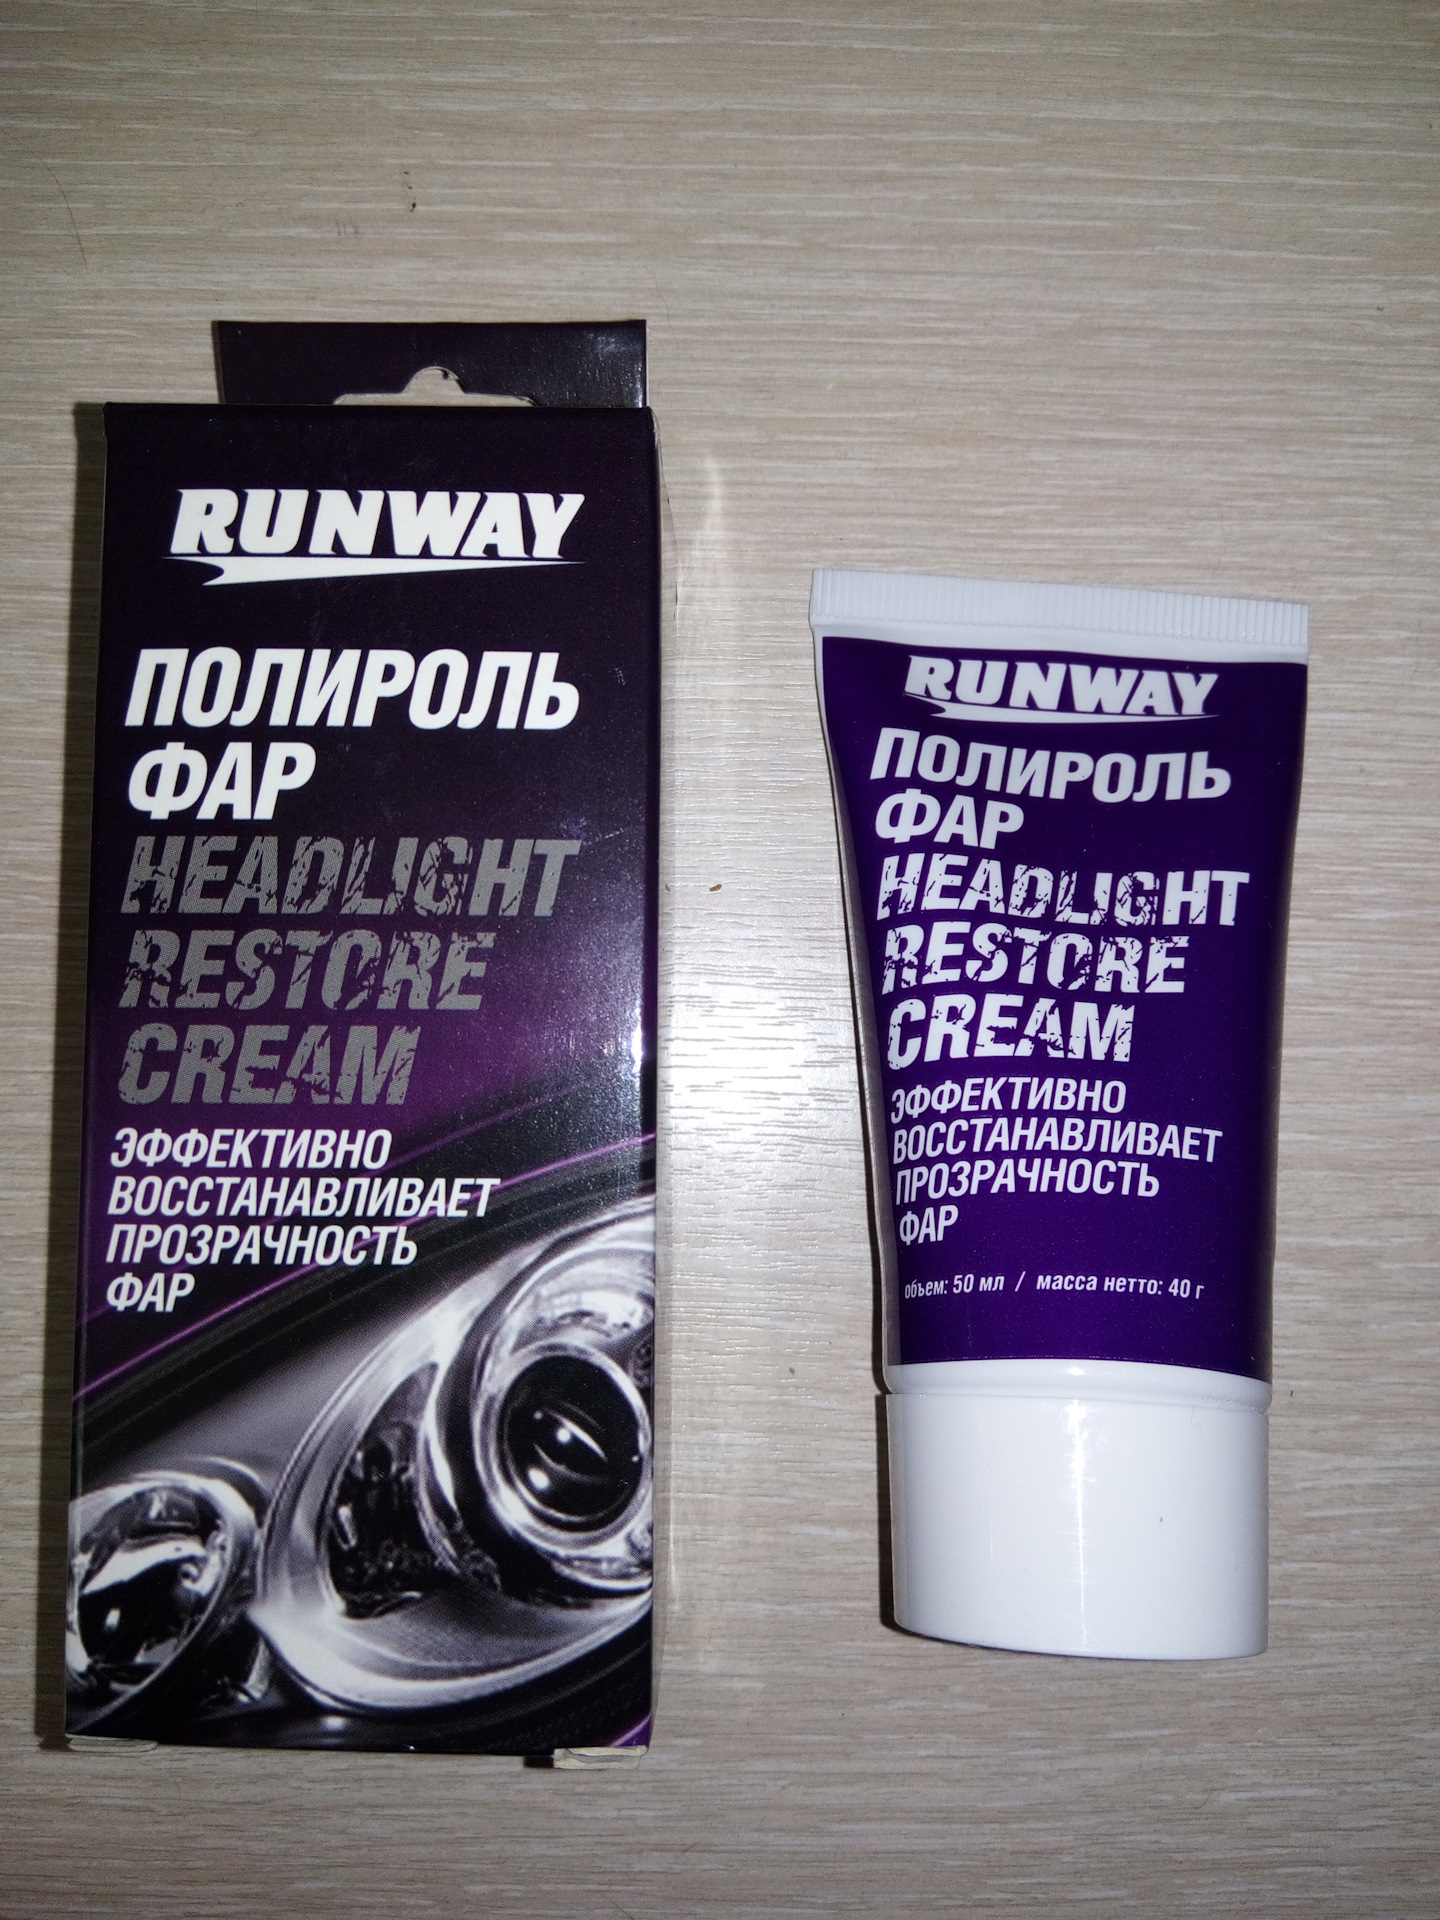 RUNWAY
ПОЛИРОЛЬ
ФАР
HEADLIGHT
RESTORE
CREAM
ЭФФЕКТИВНО
ВОССТАНАВЛИВАЕТ
ПРОЗРАЧНОСТЬ
ФАР
RUNWAY
ПОЛИРОЛЬ
ФАР
HEADLIGHT
RESTORE
CREAM
ЭФФЕКТИВНО
ВОССТАНАВЛИВАЕТ
ПРОЗРАЧНОСТЬ
ФАР
объем: 50 мл / масса нетто: 40 г